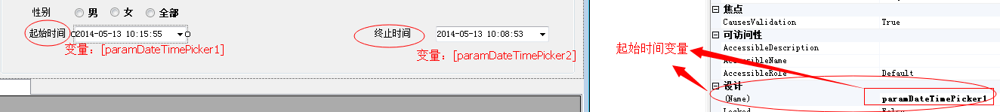 性别 男 女 全部
起始时间 2014-05-13 10:15:55 终止时间 2014-05-13 10:08:53
变量：[paramDateTimePicker1]
变量：[paramDateTimePicker2]
起始时间变量
焦点
CausesValidation True
可访问性
AccessibleDescription
AccessibleName
AccessibleRole Default
设计
(Name) paramDateTimePicker1
Locked False